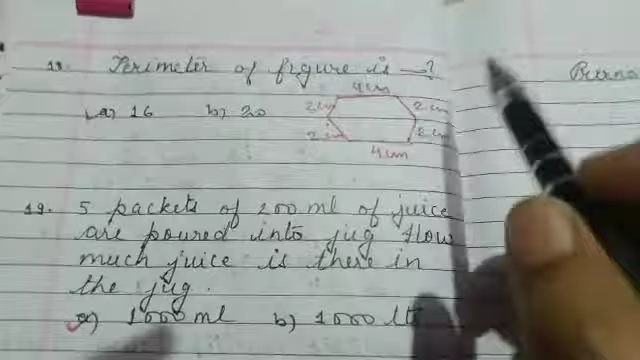 18. Perimeter of figure is —?
4cm
a) 16 b) 20 2cm 2cm
2cm 2cm
4cm
19. 5 packets of 200 ml of juice
are poured into jug How
much juice is there in
the jug.
a) 1000 ml b) 1000 lt